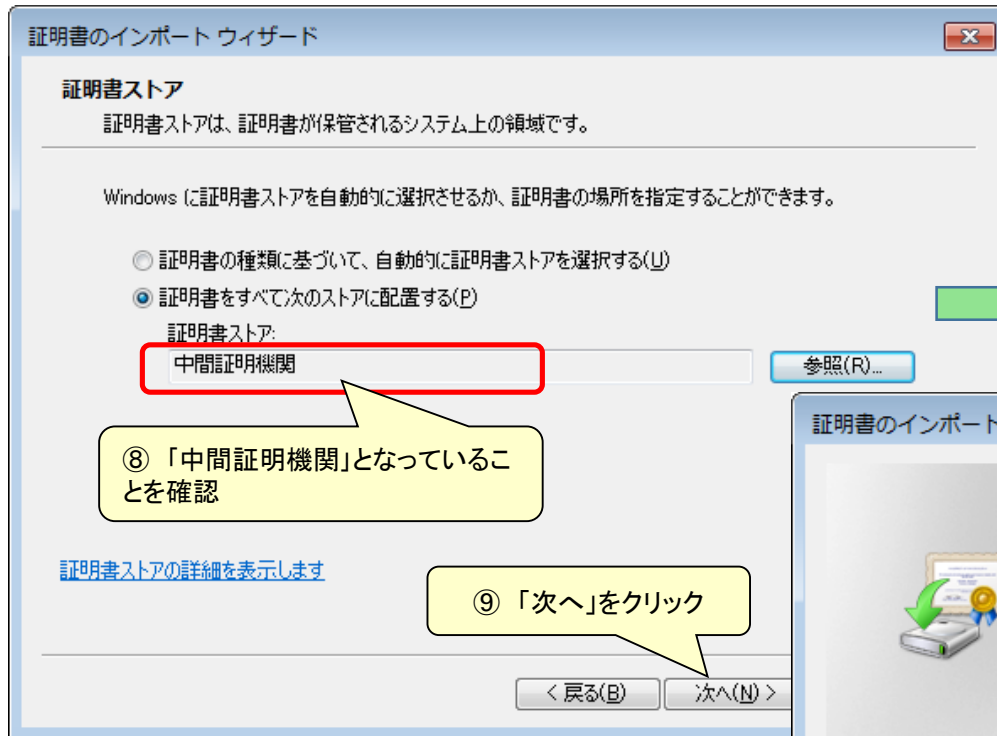 証明書のインポート ウィザード
証明書ストア
証明書ストアは、証明書が保管されるシステム上の領域です。
Windows に証明書ストアを自動的に選択させるか、証明書の場所を指定することができます。
証明書の種類に基づいて、自動的に証明書ストアを選択する(U)
証明書をすべて次のストアに配置する(P)
証明書ストア:
中間証明機関
参照(R)...
証明書のインポート
⑧ 「中間証明機関」となっているこ
とを確認
証明書ストアの詳細を表示します
⑨ 「次へ」をクリック
< 戻る(B)
次へ(N) >